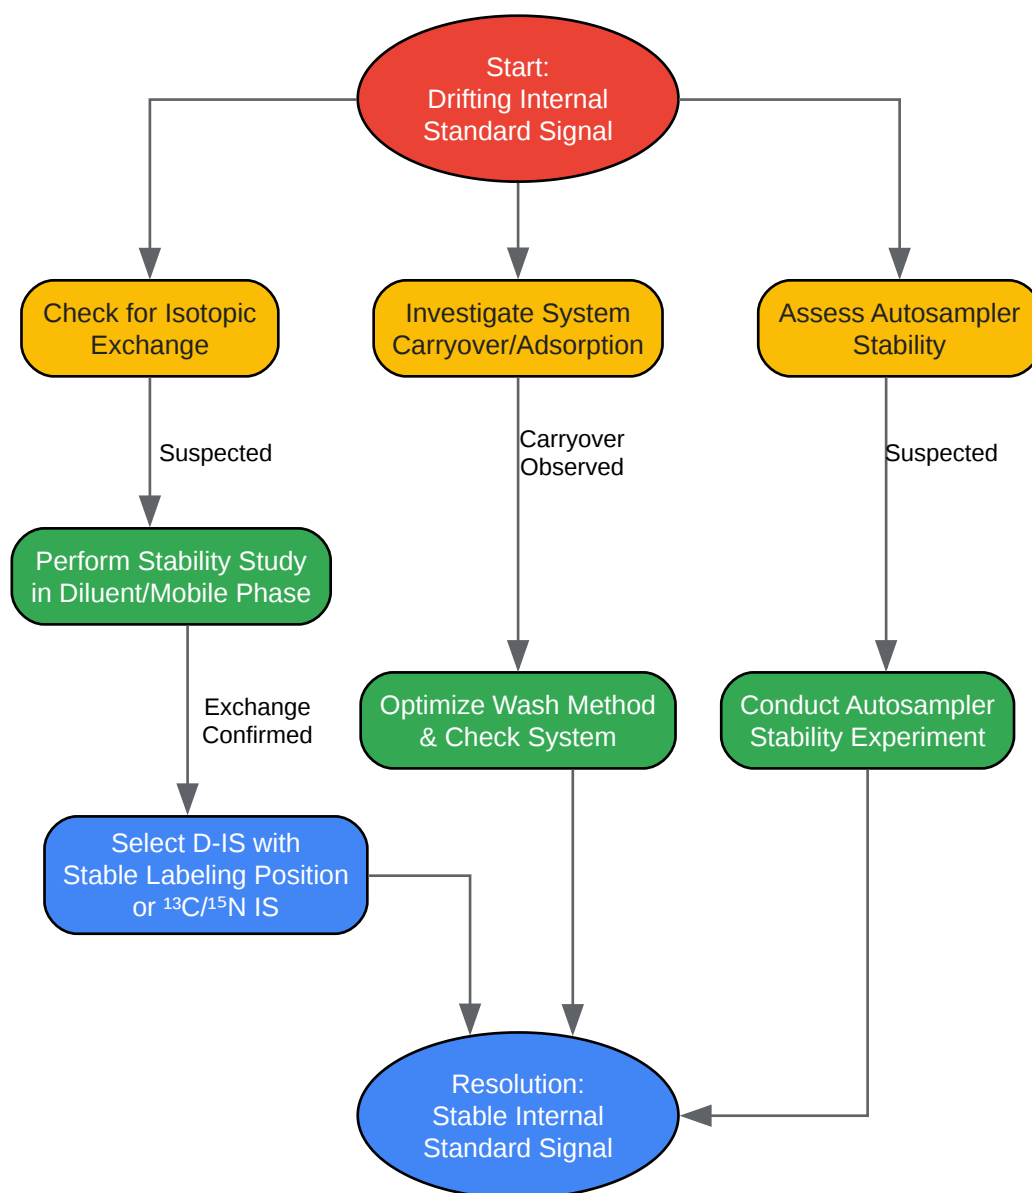 Start:
Drifting Internal
Standard Signal
Check for Isotopic
Exchange
Investigate System
Carryover/Adsorption
Assess Autosampler
Stability
Suspected
Carryover
Observed
Suspected
Perform Stability Study
in Diluent/Mobile Phase
Exchange
Confirmed
Optimize Wash Method
& Check System
Conduct Autosampler
Stability Experiment
Select D-IS with
Stable Labeling Position
or ¹³C/¹⁵N IS
Resolution:
Stable Internal
Standard Signal